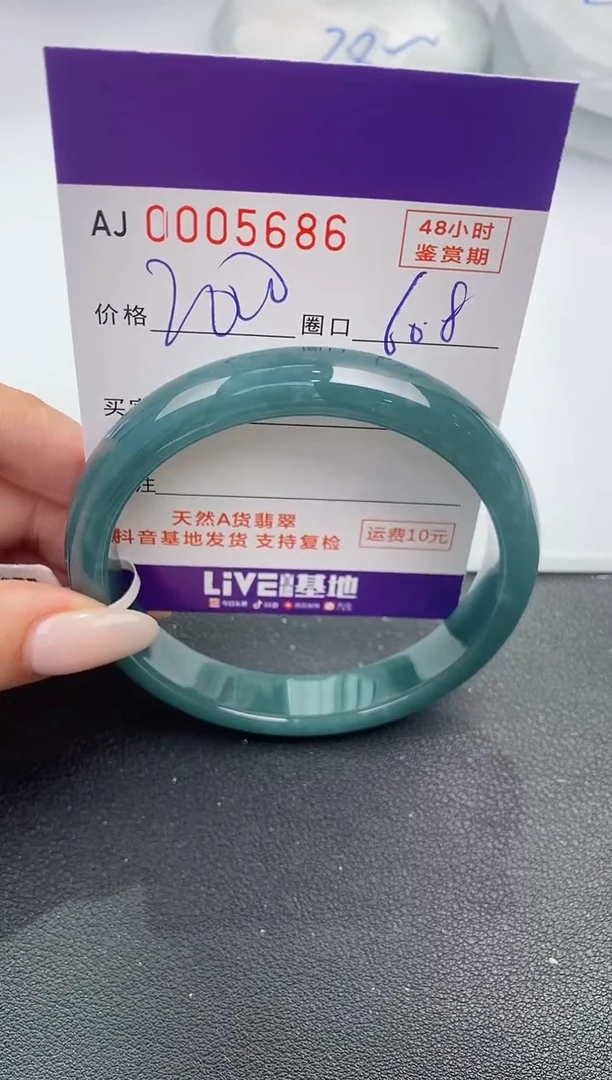 AJ 0005686
48小时
鉴赏期
价格 2000 圈口 60.8
买
注
天然A货翡翠
抖音基地发货 支持复检
运费10元
LiVE直播基地